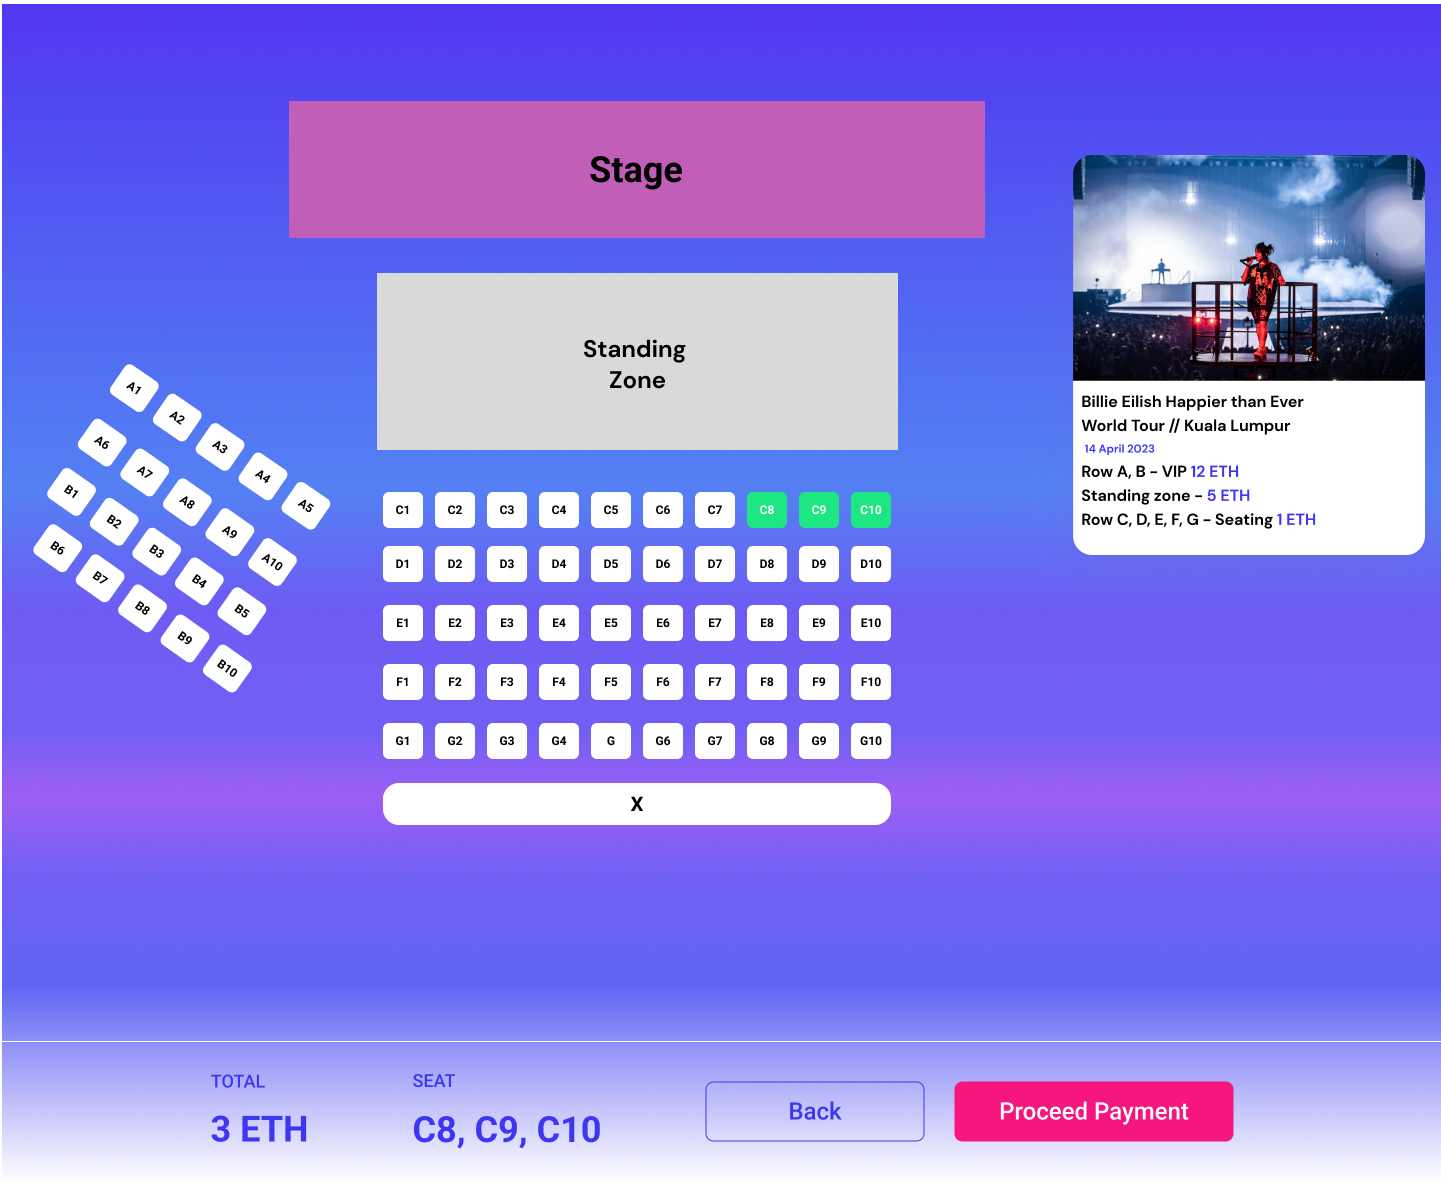 Stage
Standing
Zone
A1 A2 A3 A4 A5
A6 A7 A8 A9 A10
B1 B2 B3 B4 B5
B6 B7 B8 B9 B10
C1 C2 C3 C4 C5 C6 C7 C8 C9 C10
D1 D2 D3 D4 D5 D6 D7 D8 D9 D10
E1 E2 E3 E4 E5 E6 E7 E8 E9 E10
F1 F2 F3 F4 F5 F6 F7 F8 F9 F10
G1 G2 G3 G4 G G6 G7 G8 G9 G10
X
Billie Eilish Happier than Ever
World Tour // Kuala Lumpur
14 April 2023
Row A, B - VIP 12 ETH
Standing zone - 5 ETH
Row C, D, E, F, G - Seating 1 ETH
TOTAL
3 ETH
SEAT
C8, C9, C10
Back
Proceed Payment